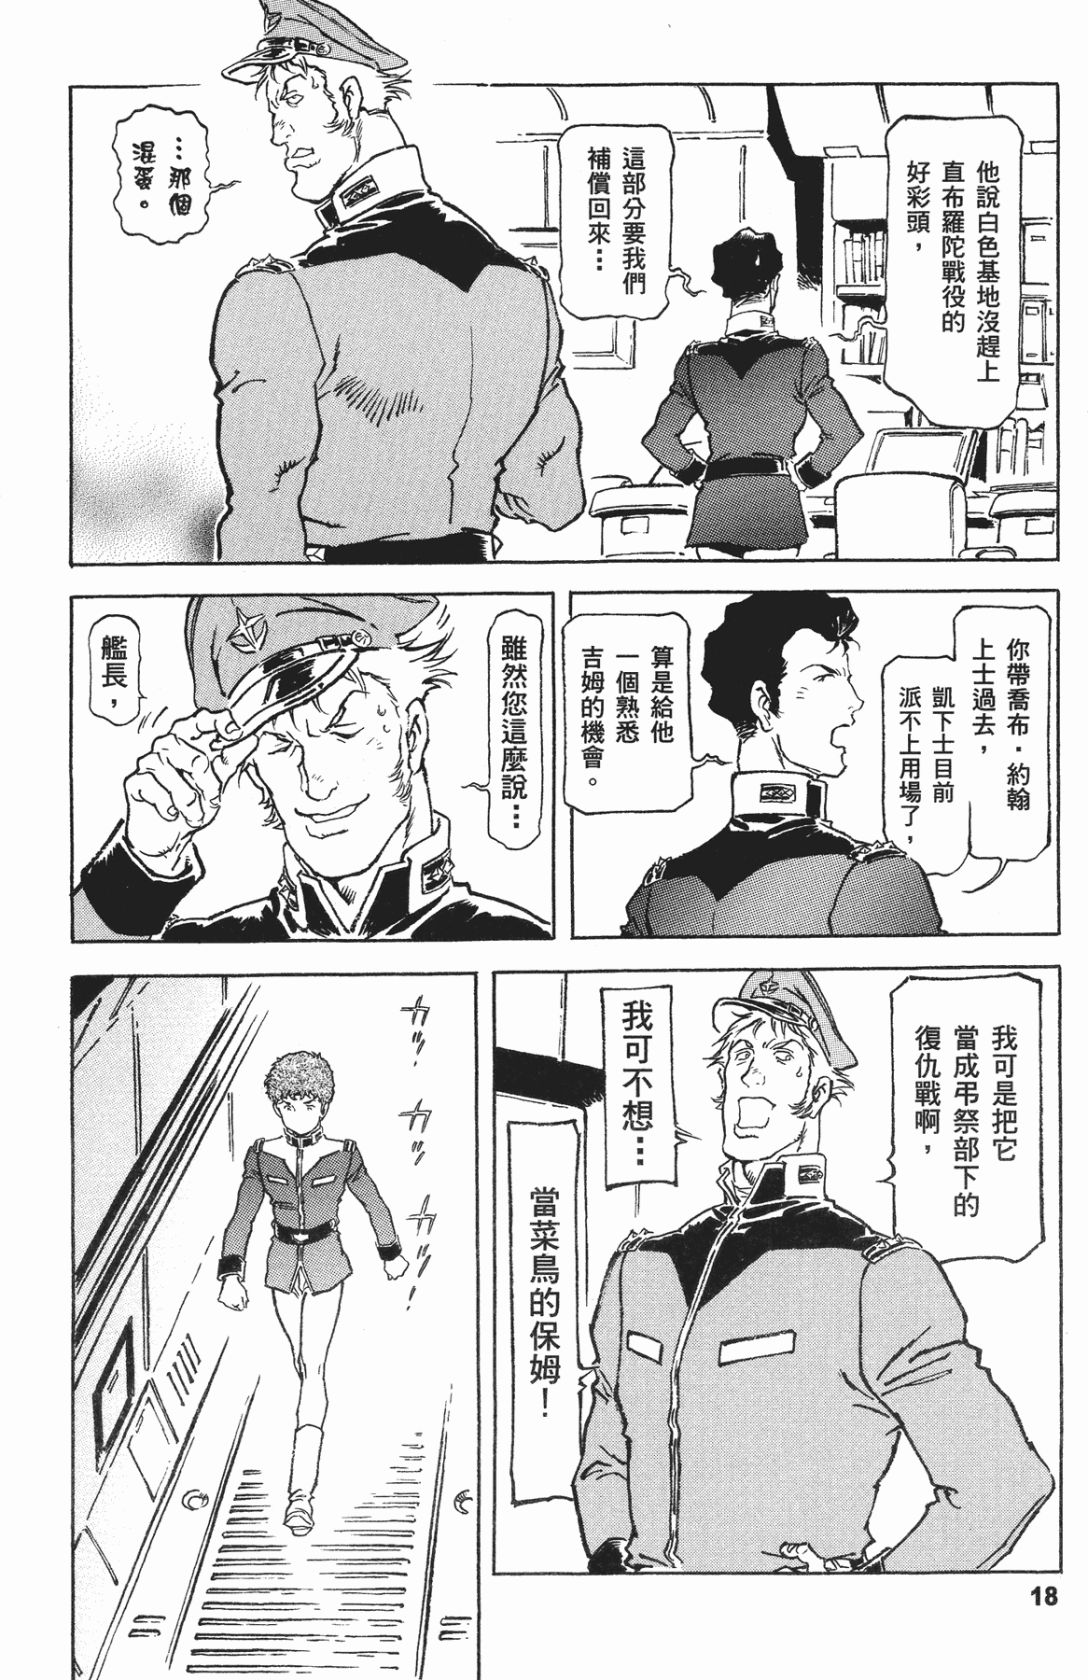 他說白色基地沒趕上
直布羅陀戰役的
好彩頭，
這部分要我們
補償回來…
…那個
混蛋。
你帶喬布．約翰
上士過去，
凱下士目前
派不上用場了，
算是給他
一個熟悉
吉姆的機會。
雖然您這麼說…
艦長，
我可是把它
當成弔祭部下的
復仇戰啊，
我可不想…
當菜鳥的保姆！
カッ…
カッ…
カッ…!
18